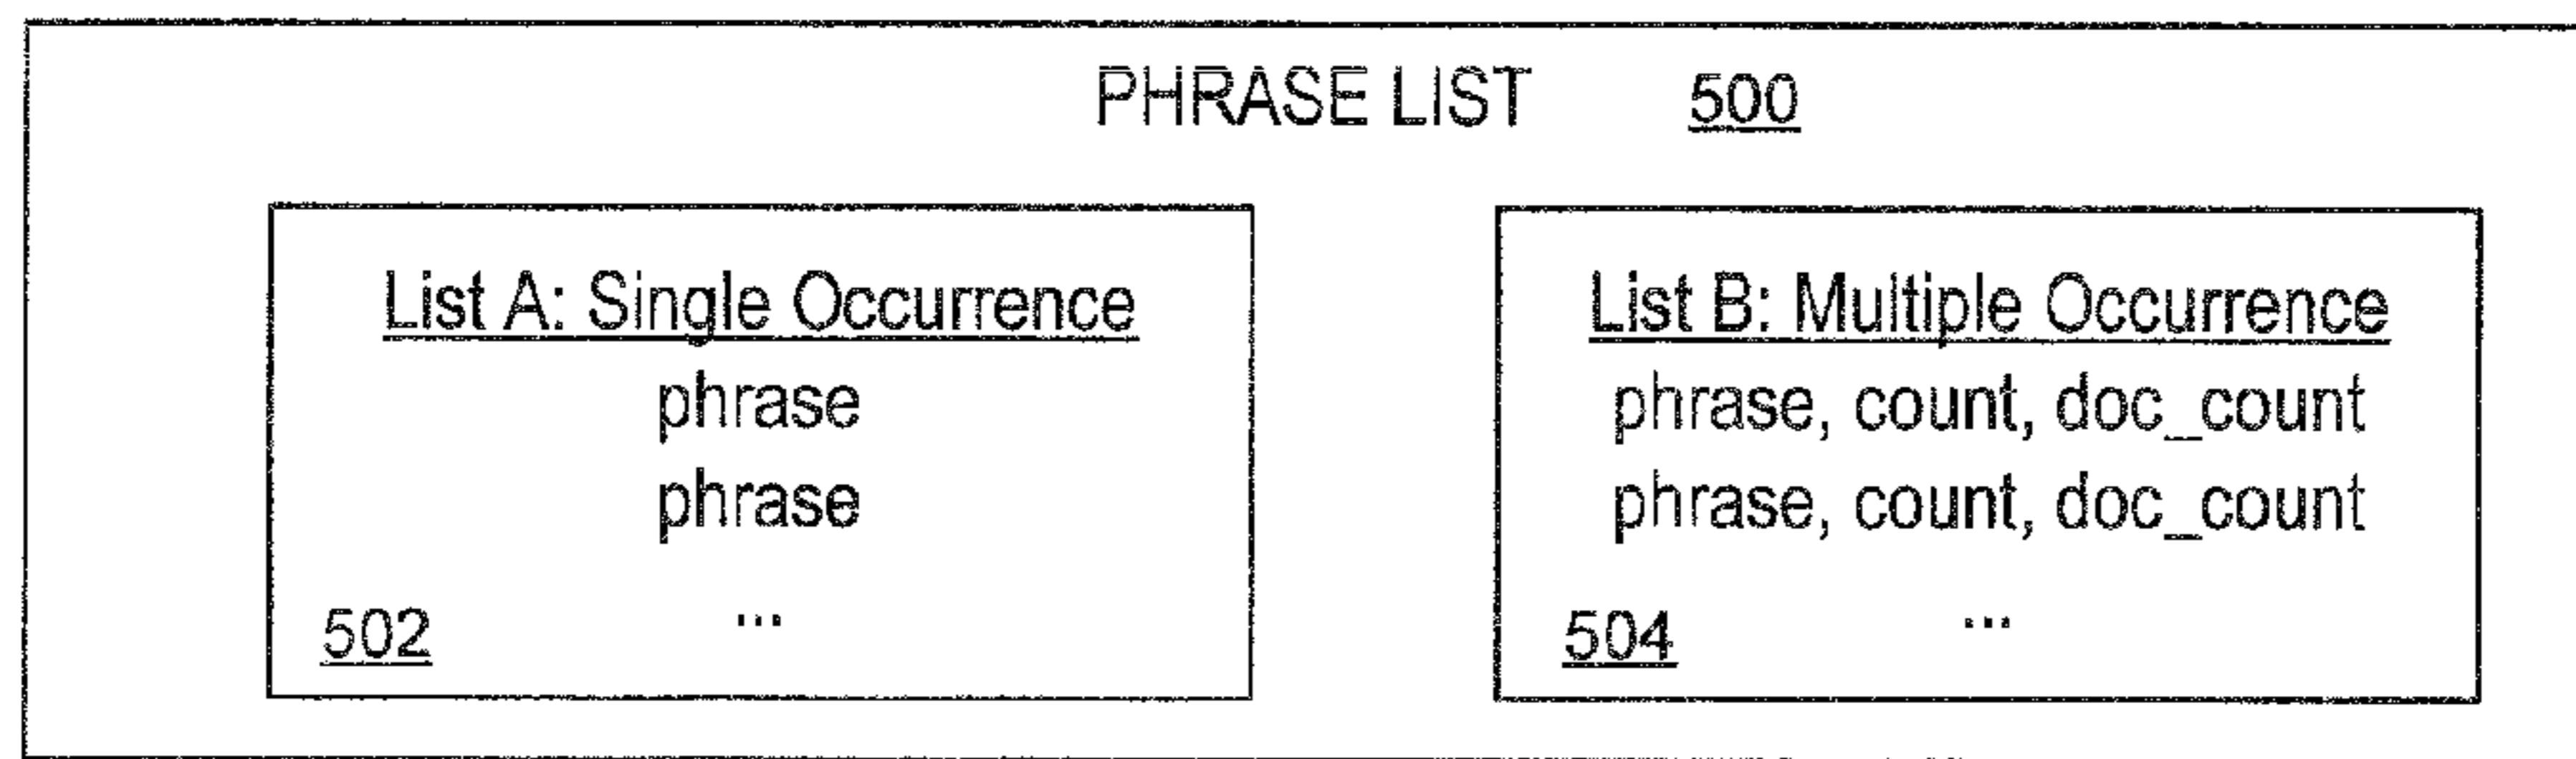 PHRASE LIST 500
List A: Single Occurrence
phrase
phrase
...
502
List B: Multiple Occurrence
phrase, count, doc_count
phrase, count, doc_count
...
504